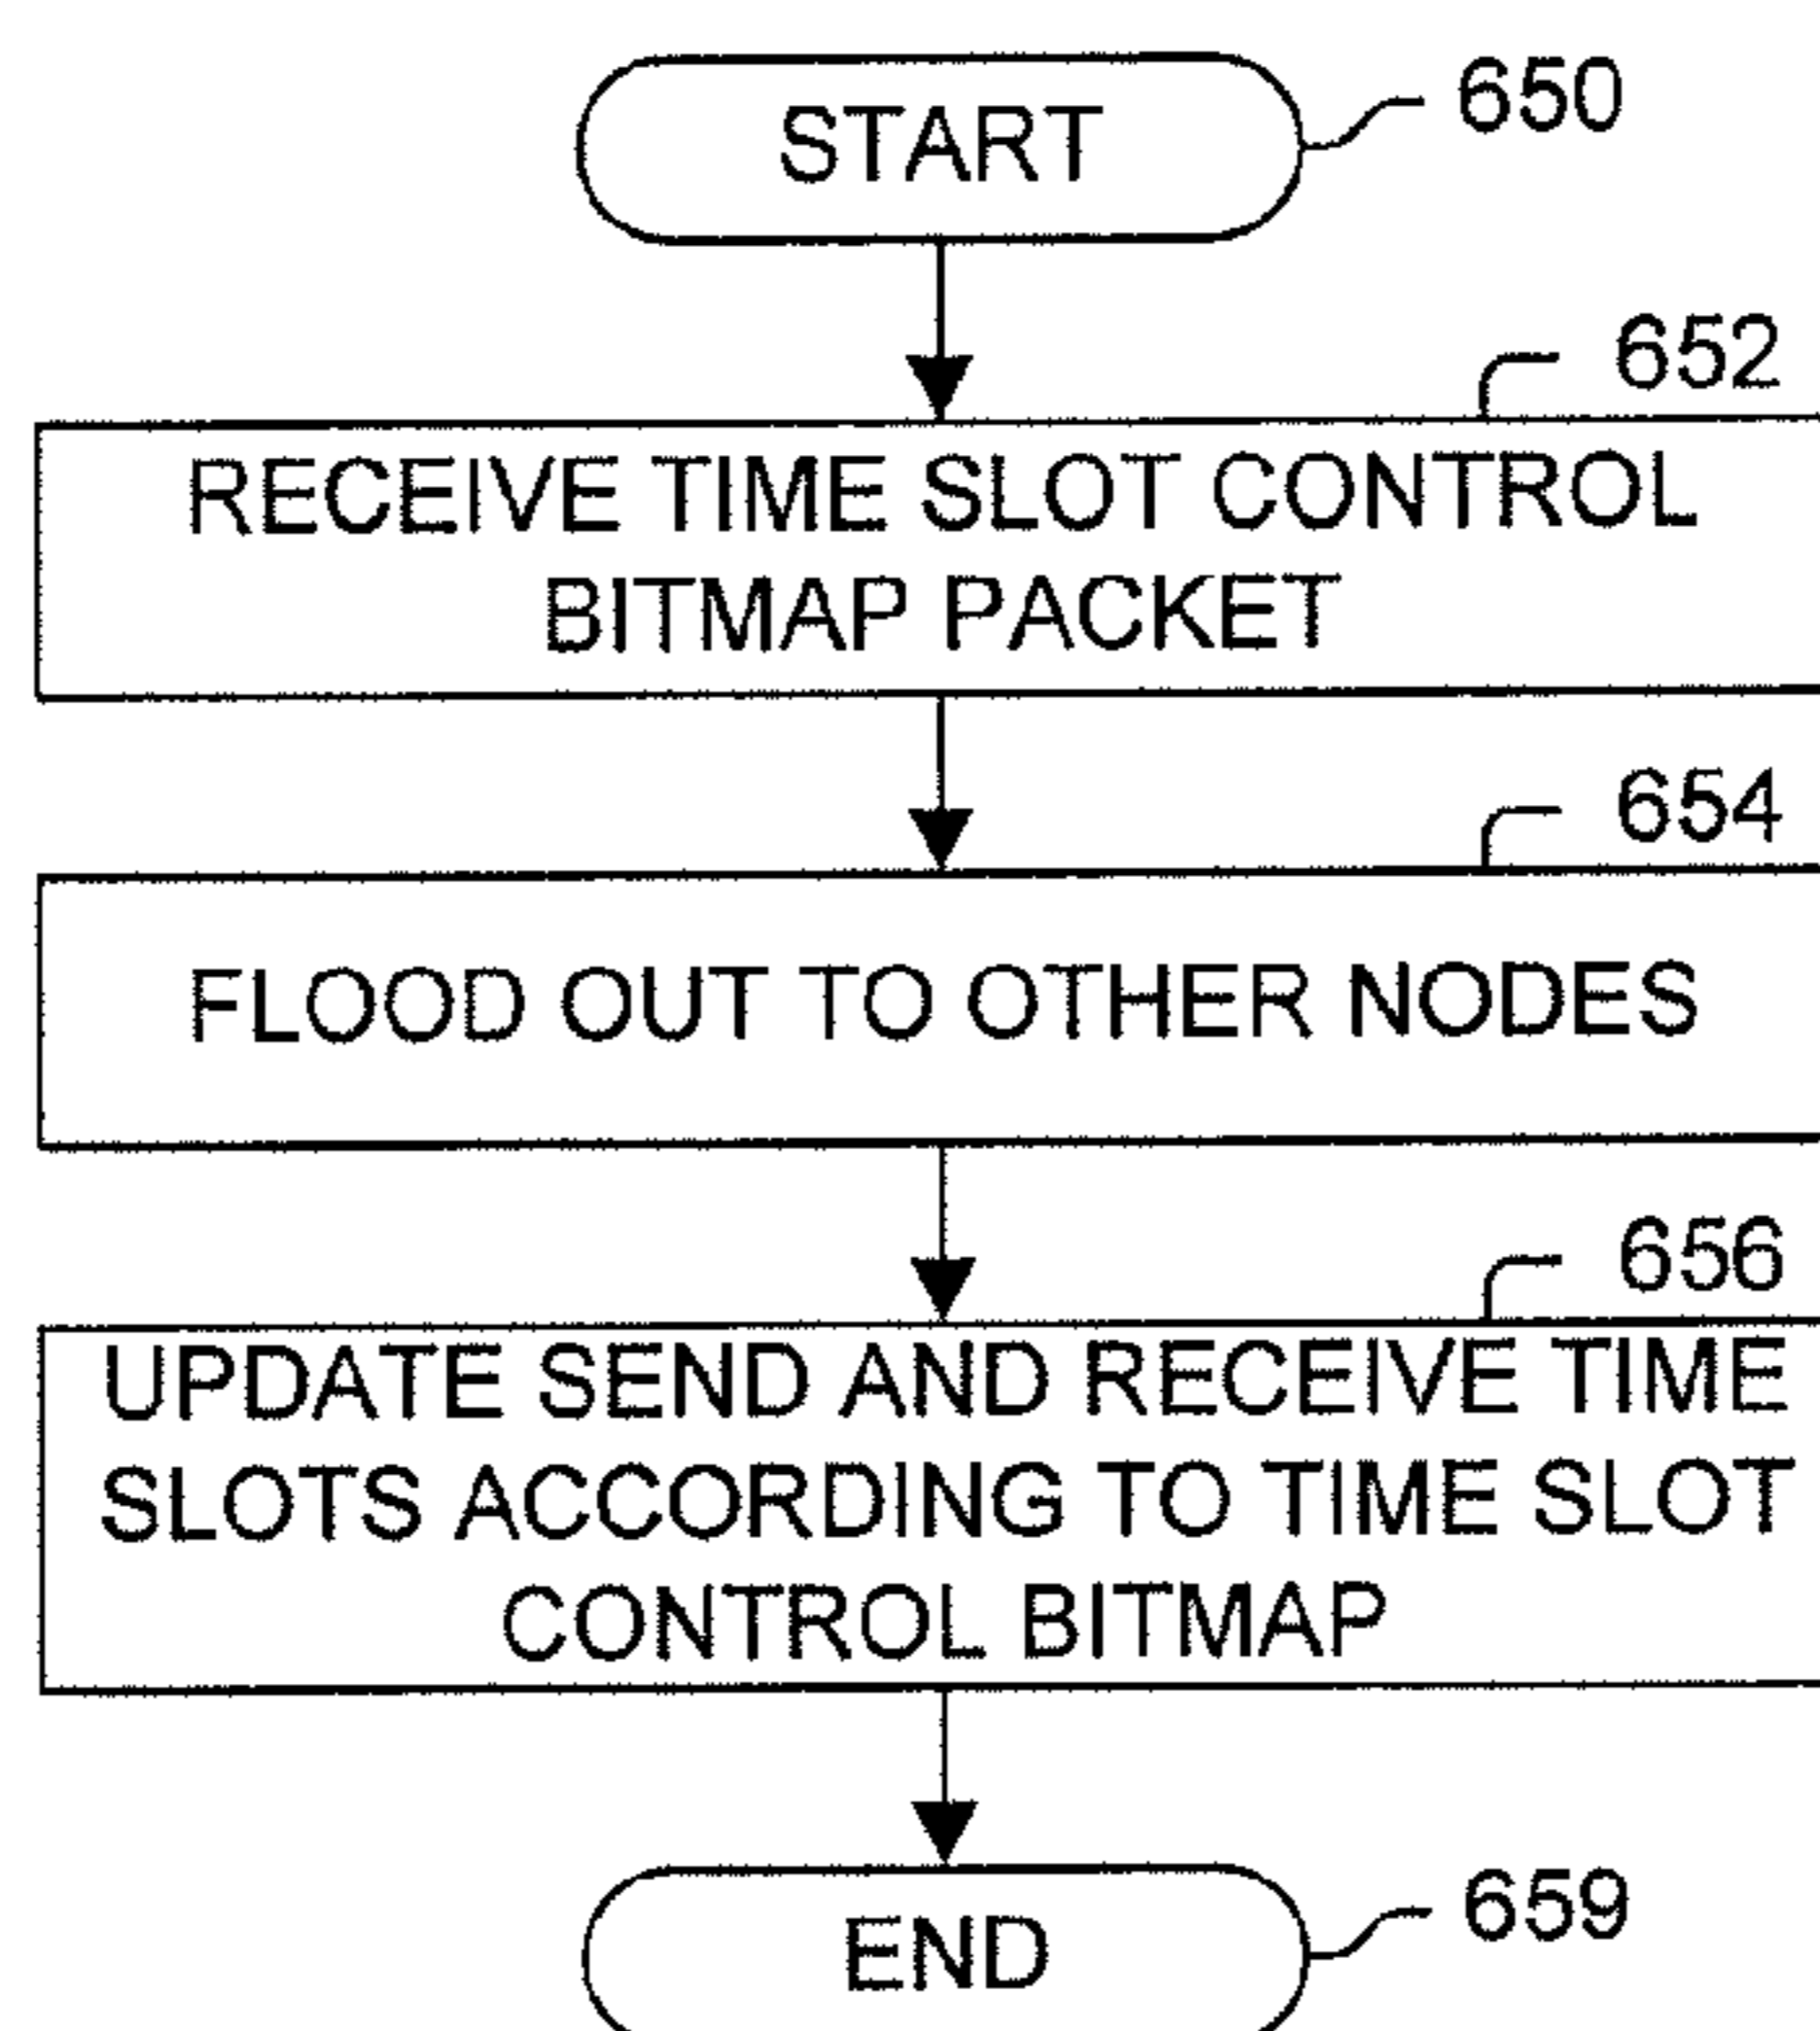 START
650
652
RECEIVE TIME SLOT CONTROL
BITMAP PACKET
654
FLOOD OUT TO OTHER NODES
656
UPDATE SEND AND RECEIVE TIME
SLOTS ACCORDING TO TIME SLOT
CONTROL BITMAP
END
659